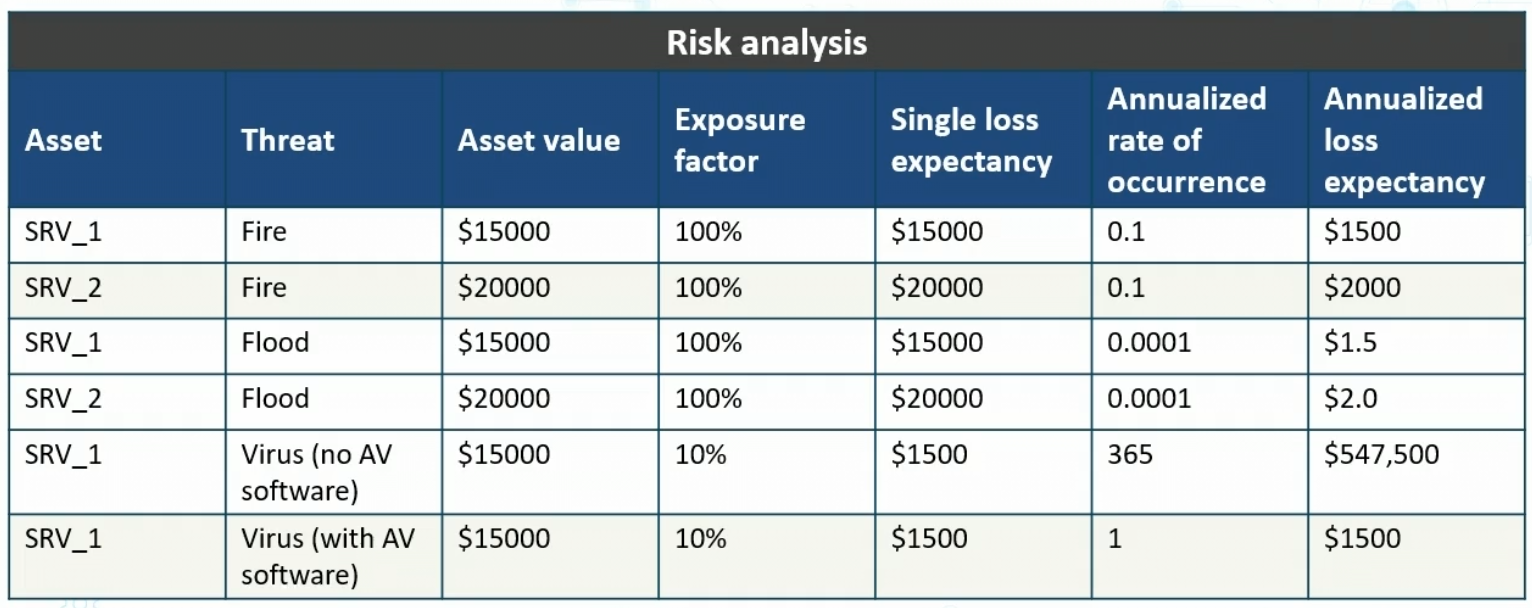 Risk analysis
Asset Threat Asset value Exposure factor Single loss expectancy Annualized rate of occurrence Annualized loss expectancy
SRV_1 Fire $15000 100% $15000 0.1 $1500
SRV_2 Fire $20000 100% $20000 0.1 $2000
SRV_1 Flood $15000 100% $15000 0.0001 $1.5
SRV_2 Flood $20000 100% $20000 0.0001 $2.0
SRV_1 Virus (no AV software) $15000 10% $1500 365 $547,500
SRV_1 Virus (with AV software) $15000 10% $1500 1 $1500